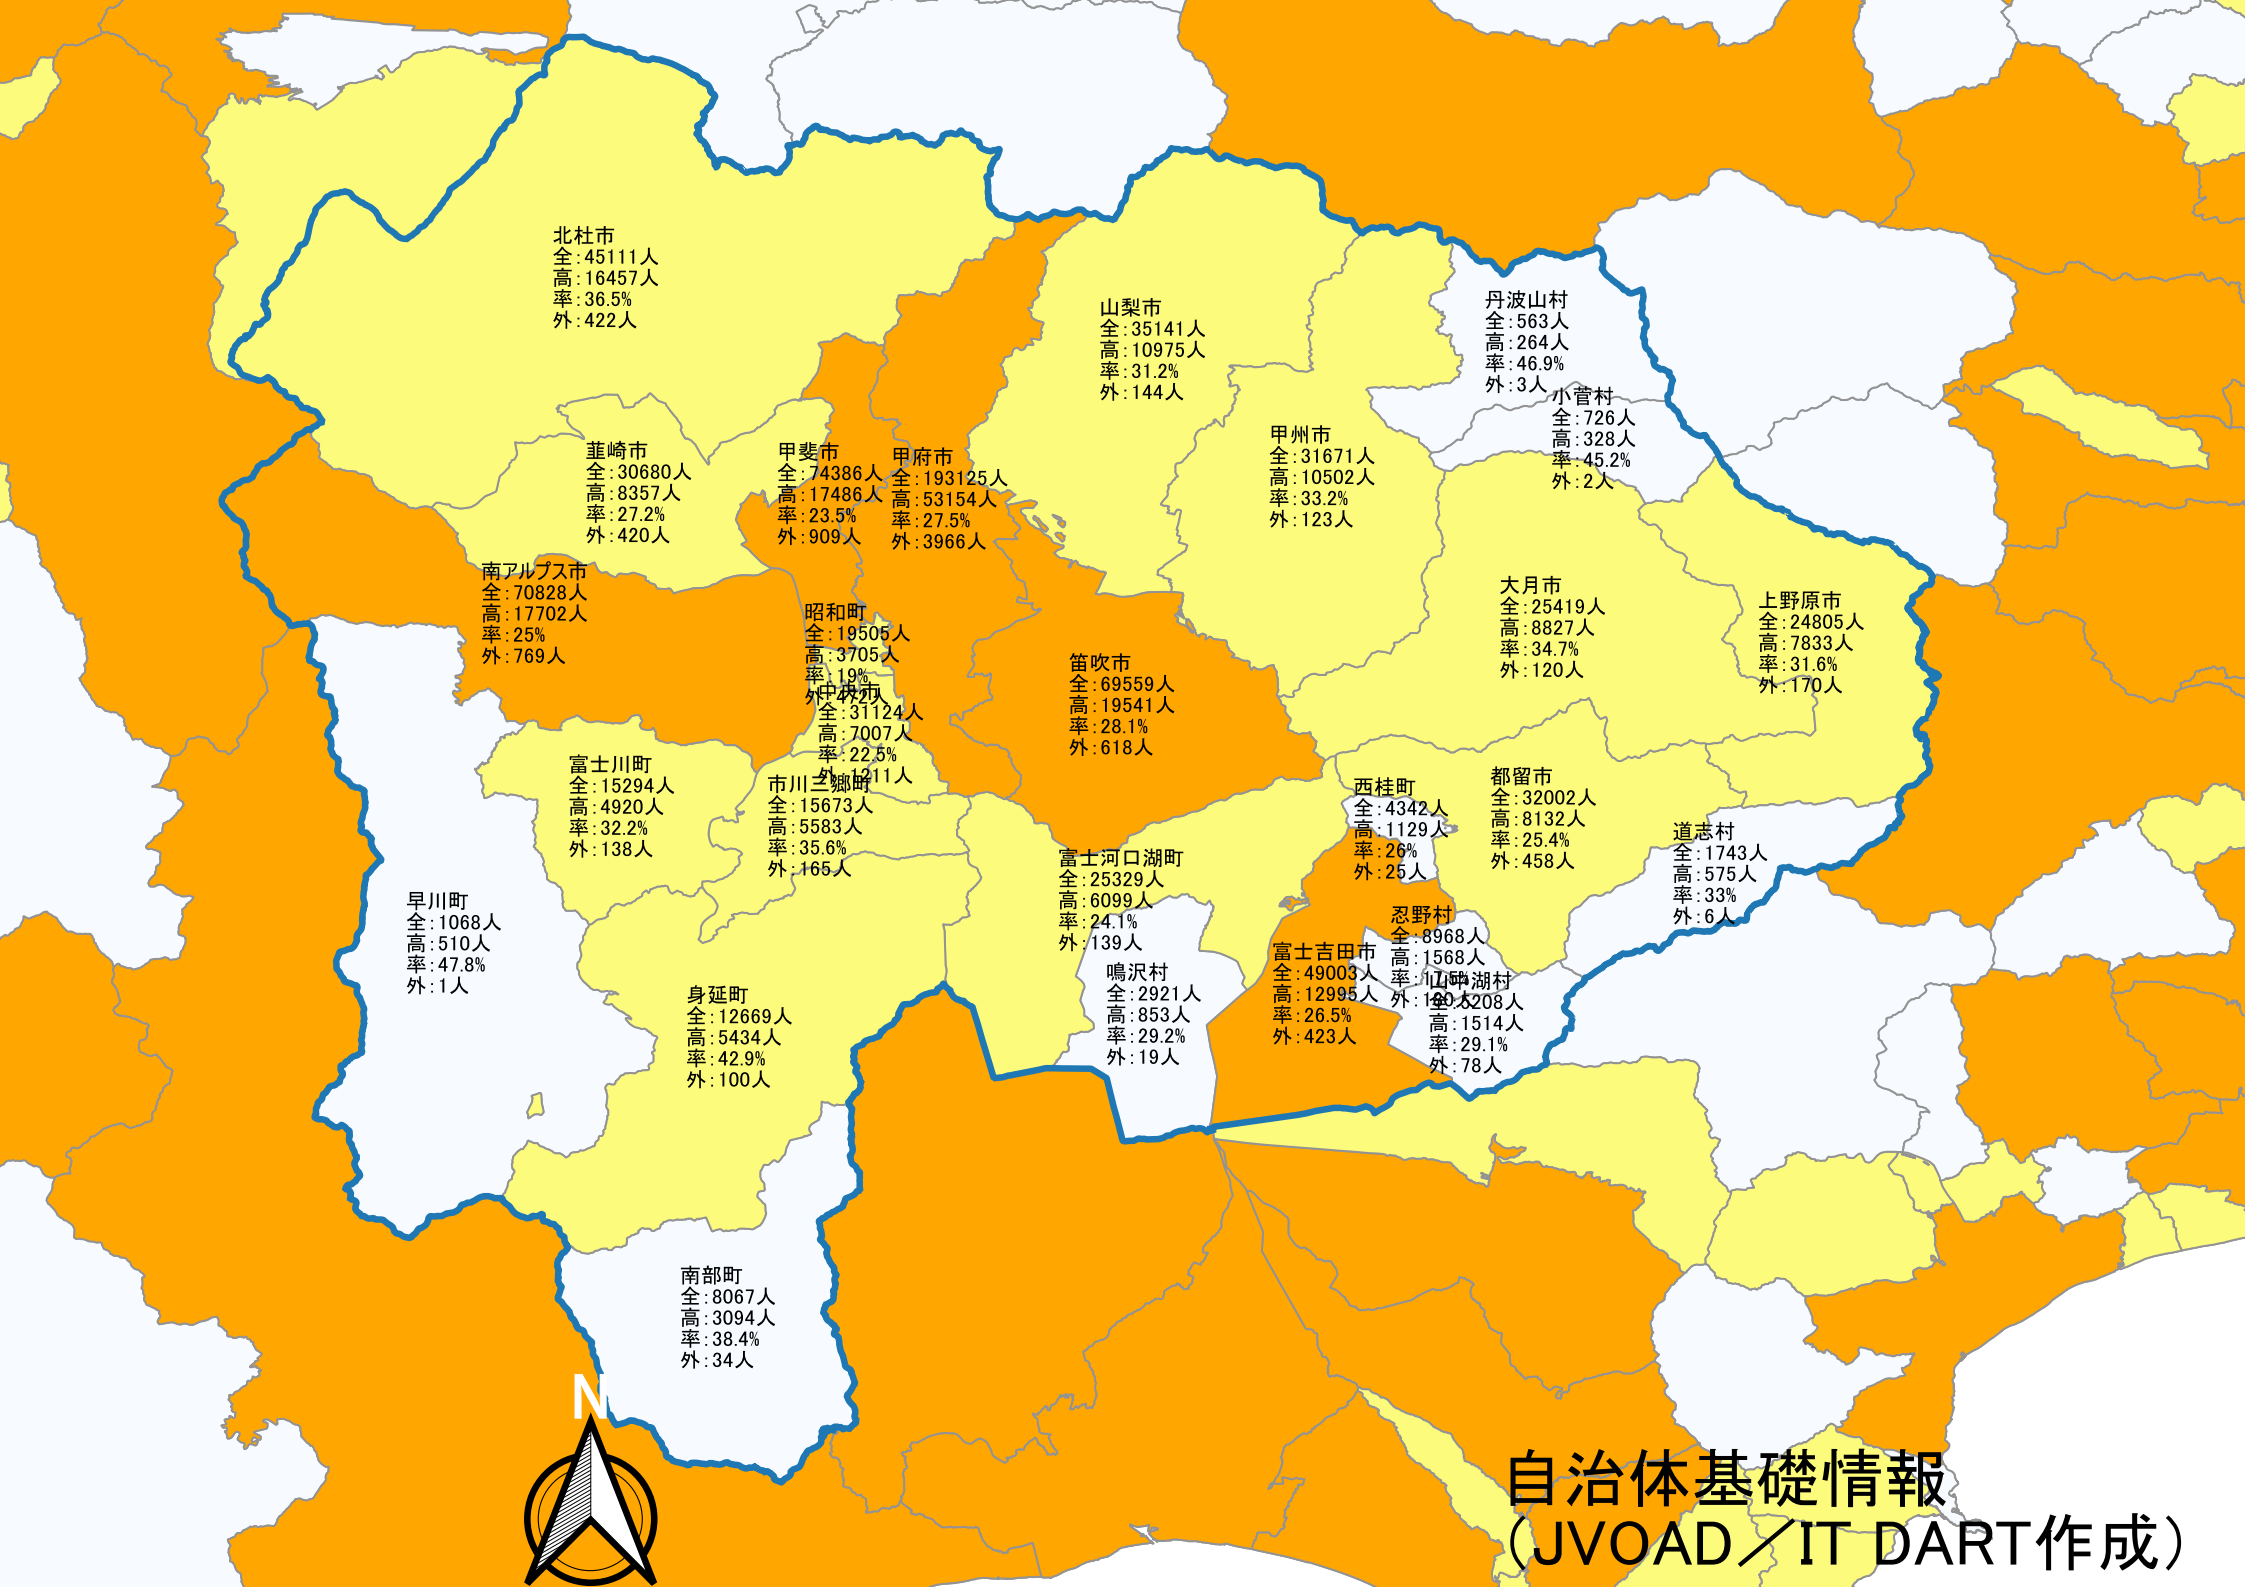 北杜市
全:45111人
高:16457人
率:36.5%
外:422人
山梨市
全:35141人
高:10975人
率:31.2%
外:144人
丹波山村
全:563人
高:264人
率:46.9%
外:3人
小菅村
全:726人
高:328人
率:45.2%
外:2人
韮崎市
全:30680人
高:8357人
率:27.2%
外:420人
甲斐市
全:74386人
高:17486人
率:23.5%
外:909人
甲府市
全:193125人
高:53154人
率:27.5%
外:3966人
甲州市
全:31671人
高:10502人
率:33.2%
外:123人
南アルプス市
全:70828人
高:17702人
率:25%
外:769人
大月市
全:25419人
高:8827人
率:34.7%
外:120人
上野原市
全:24805人
高:7833人
率:31.6%
外:170人
昭和町
全:19505人
高:3705人
率:19%
中央市
全:31124人
高:7007人
率:22.5%
外:1211人
笛吹市
全:69559人
高:19541人
率:28.1%
外:618人
富士川町
全:15294人
高:4920人
率:32.2%
外:138人
市川三郷町
全:15673人
高:5583人
率:35.6%
外:165人
西桂町
全:4342人
高:1129人
率:26%
外:25人
都留市
全:32002人
高:8132人
率:25.4%
外:458人
道志村
全:1743人
高:575人
率:33%
外:6人
富士河口湖町
全:25329人
高:6099人
率:24.1%
外:139人
早川町
全:1068人
高:510人
率:47.8%
外:1人
忍野村
全:8968人
高:1568人
率:17.5%
富士吉田市
全:49003人
高:12995人
率:26.5%
外:423人
鳴沢村
全:2921人
高:853人
率:29.2%
外:19人
山中湖村
全:5208人
高:1514人
率:29.1%
外:78人
身延町
全:12669人
高:5434人
率:42.9%
外:100人
南部町
全:8067人
高:3094人
率:38.4%
外:34人
N
自治体基礎情報
(JVOAD／IT DART作成)